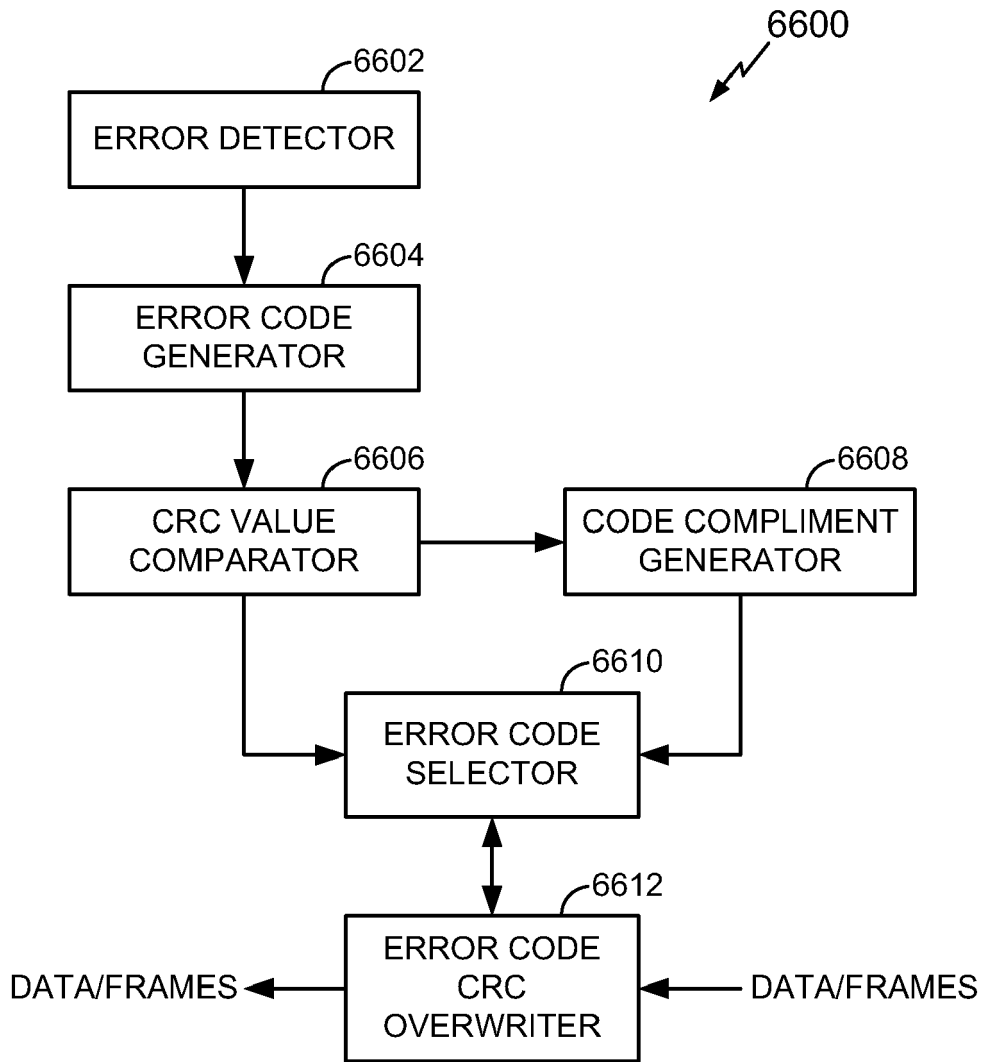 6600
6602
ERROR DETECTOR
6604
ERROR CODE
GENERATOR
6606
CRC VALUE
COMPARATOR
6608
CODE COMPLIMENT
GENERATOR
6610
ERROR CODE
SELECTOR
6612
ERROR CODE
CRC
OVERWRITER
DATA/FRAMES
DATA/FRAMES